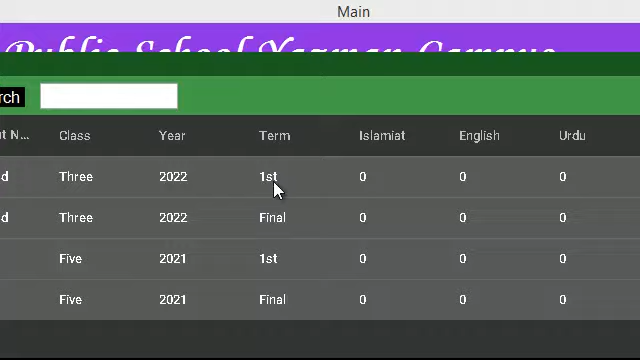 Main
Public School Yazman Campus
rch
t N... Class Year Term Islamiat English Urdu
d Three 2022 1st 0 0 0
d Three 2022 Final 0 0 0
Five 2021 1st 0 0 0
Five 2021 Final 0 0 0